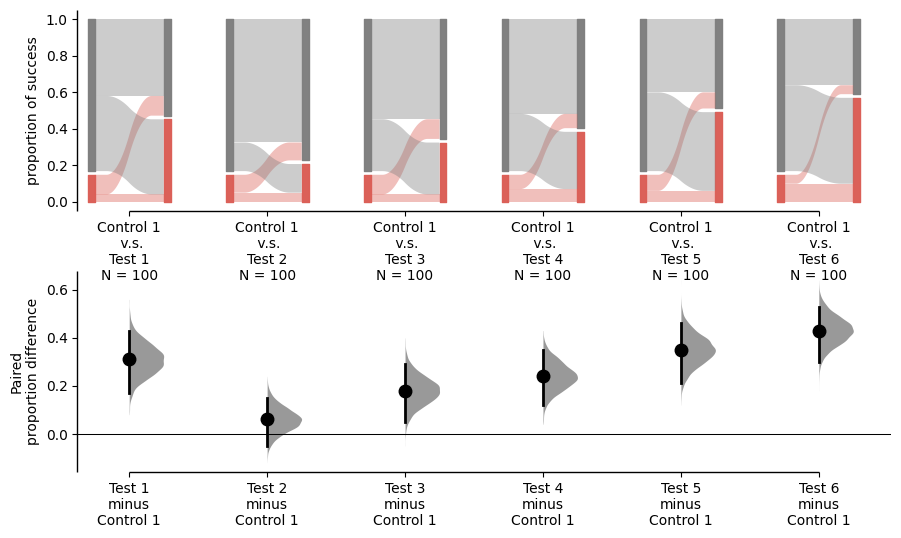 proportion of success
1.0
0.8
0.6
0.4
0.2
0.0
Control 1
v.s.
Test 1
N = 100
Control 1
v.s.
Test 2
N = 100
Control 1
v.s.
Test 3
N = 100
Control 1
v.s.
Test 4
N = 100
Control 1
v.s.
Test 5
N = 100
Control 1
v.s.
Test 6
N = 100
Paired
proportion difference
0.6
0.4
0.2
0.0
Test 1
minus
Control 1
Test 2
minus
Control 1
Test 3
minus
Control 1
Test 4
minus
Control 1
Test 5
minus
Control 1
Test 6
minus
Control 1